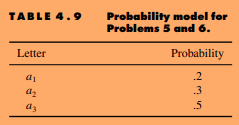 TABLE 4.9 Probability model for
Problems 5 and 6.
Letter Probability
a₁ .2
a₂ .3
a₃ .5